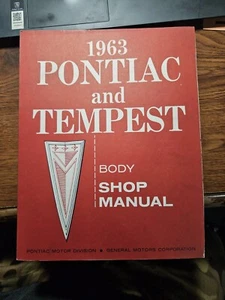 1963
PONTIAC
and
TEMPEST
BODY
SHOP
MANUAL
PONTIAC MOTOR DIVISION ● GENERAL MOTORS CORPORATION